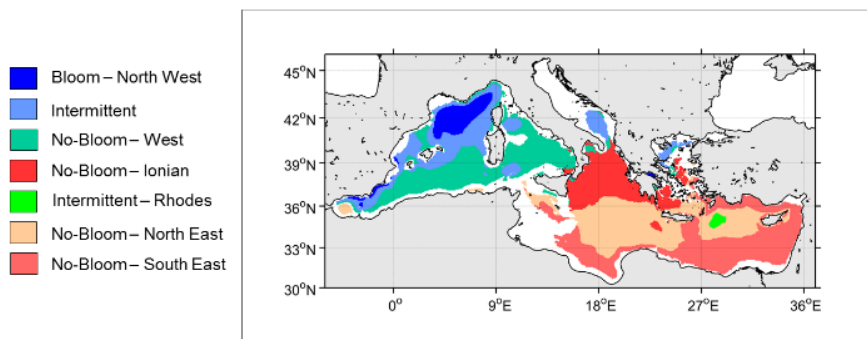 Bloom – North West
Intermittent
No-Bloom – West
No-Bloom – Ionian
Intermittent – Rhodes
No-Bloom – North East
No-Bloom – South East
45°N
42°N
39°N
36°N
33°N
30°N
0°
9°E
18°E
27°E
36°E